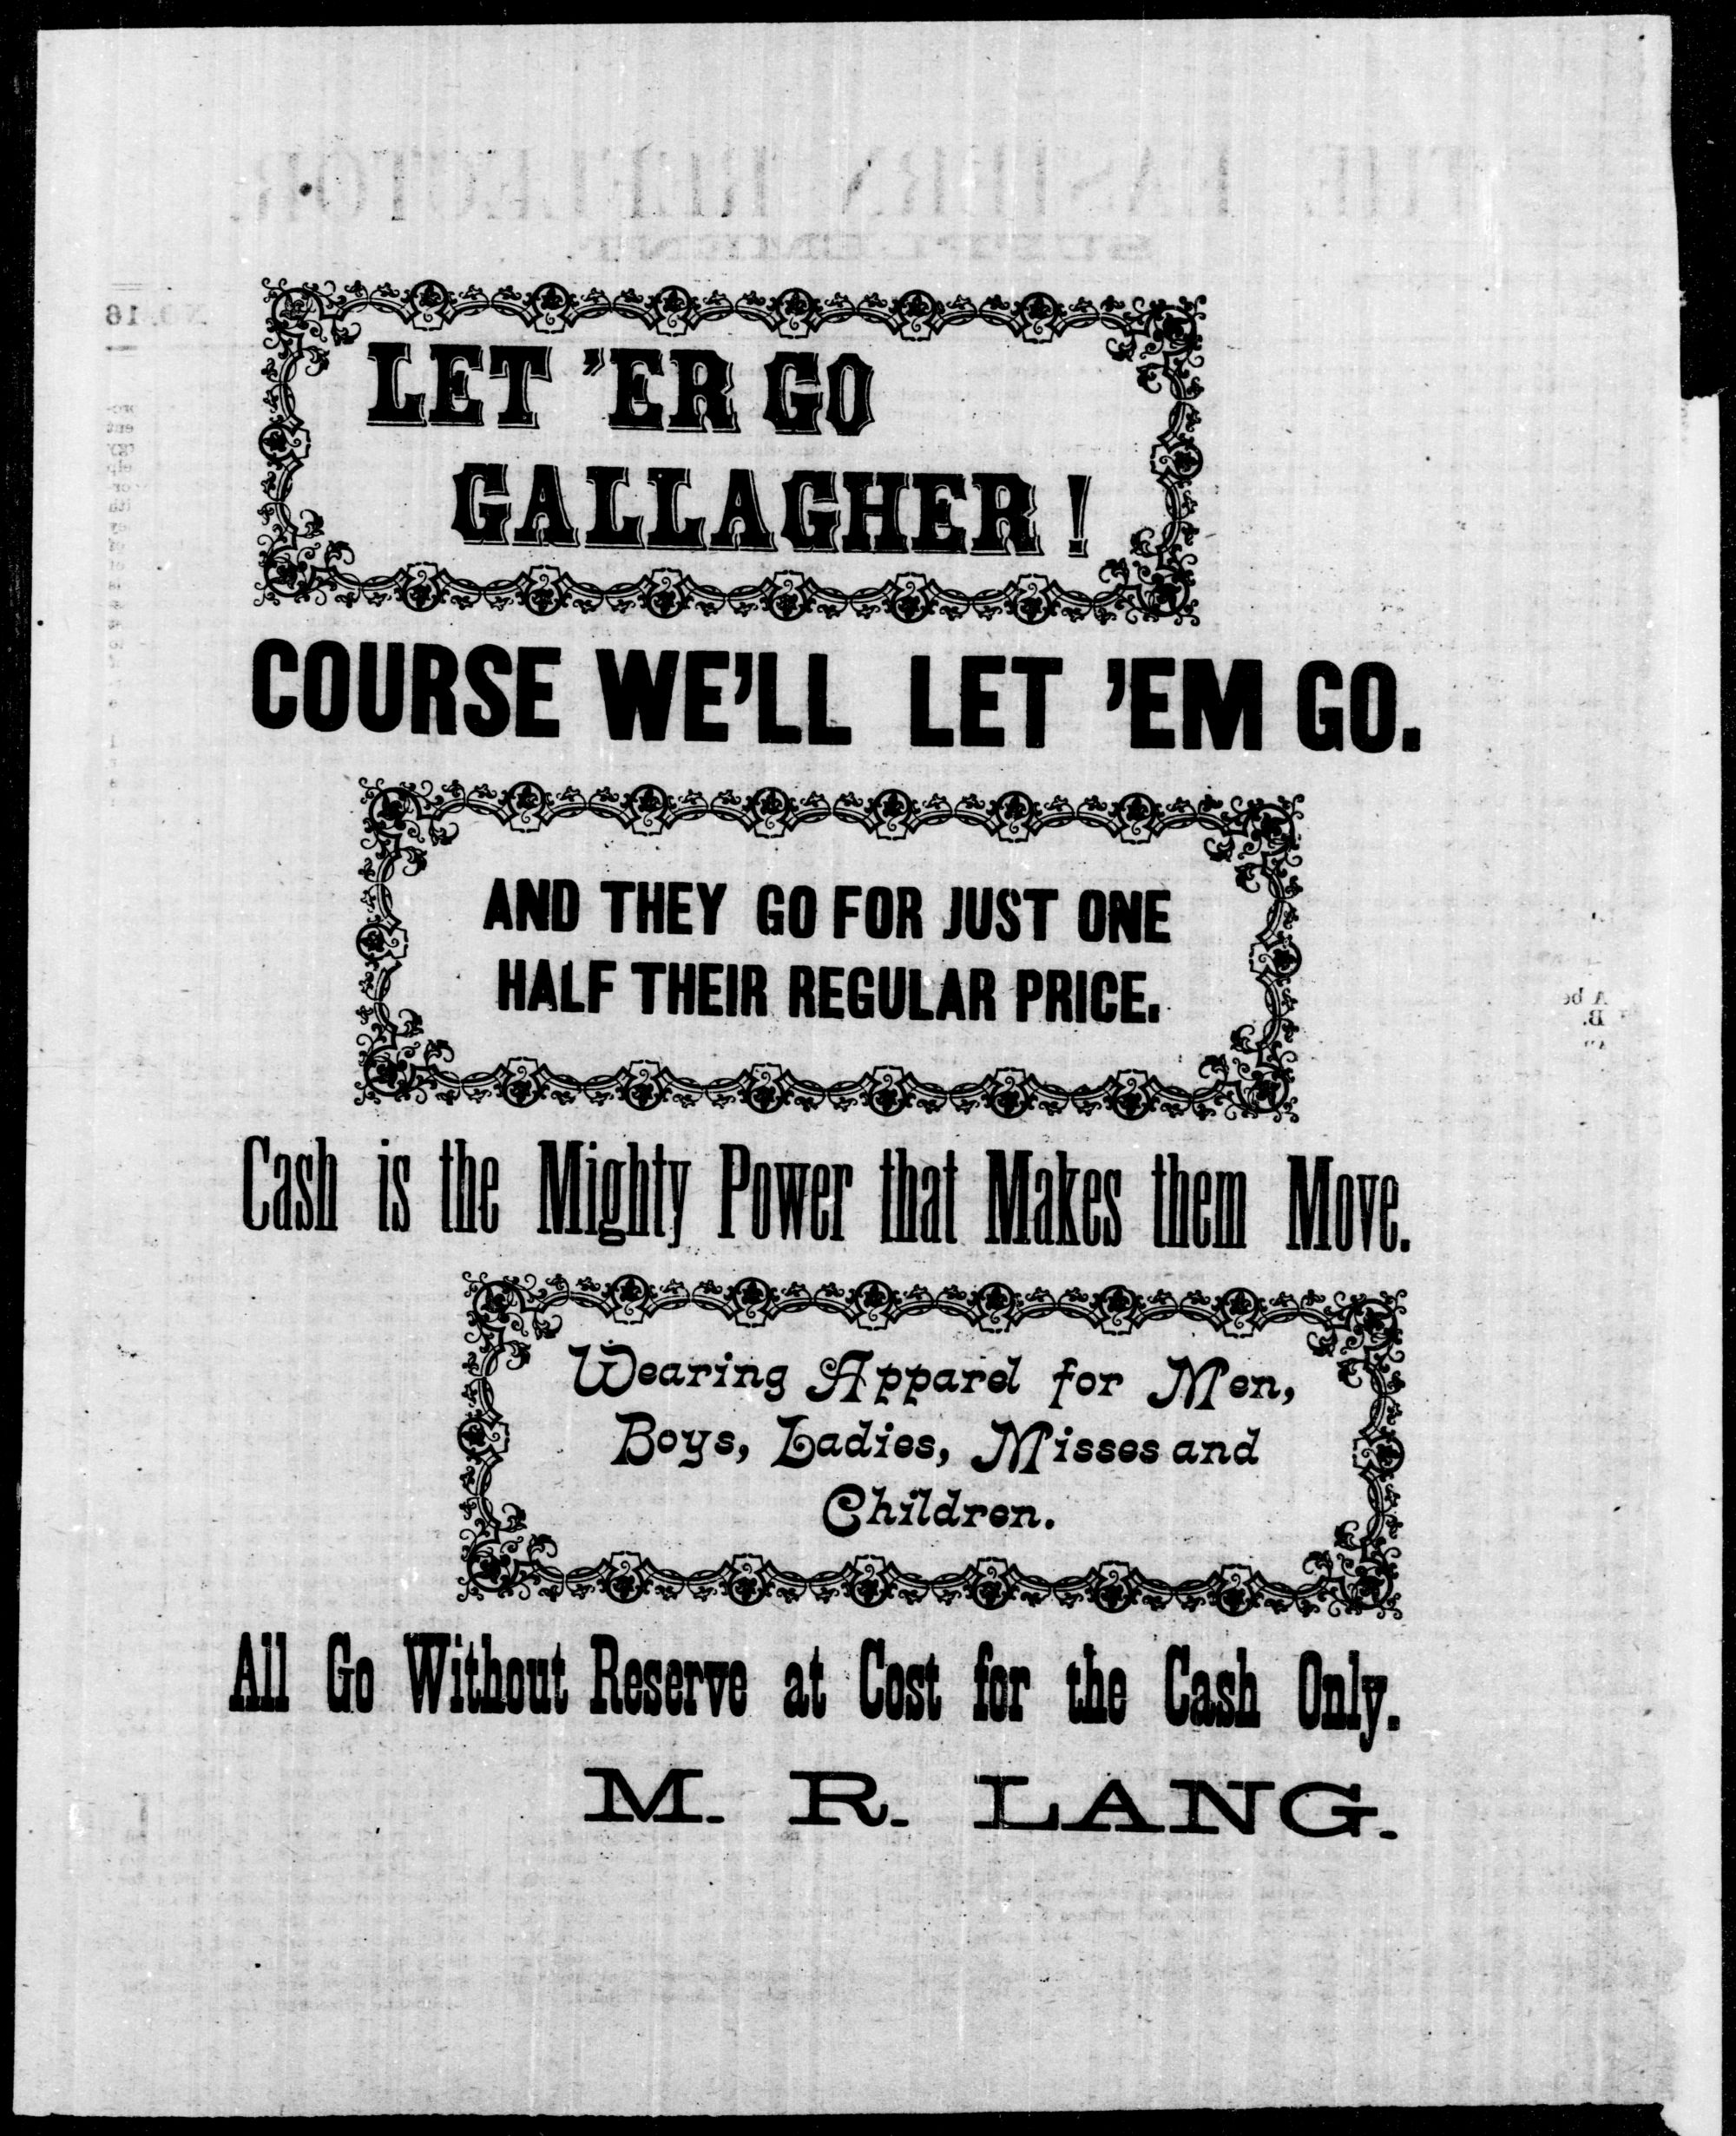 LET 'ER GO
GALLAGHER !
COURSE WE'LL LET 'EM GO.
AND THEY GO FOR JUST ONE
HALF THEIR REGULAR PRICE.
Cash is the Mighty Power that Makes them Move.
Wearing Apparel for Men,
Boys, Ladies, Misses and
Children.
All Go Without Reserve at Cost for the Cash Only.
M. R. LANG.